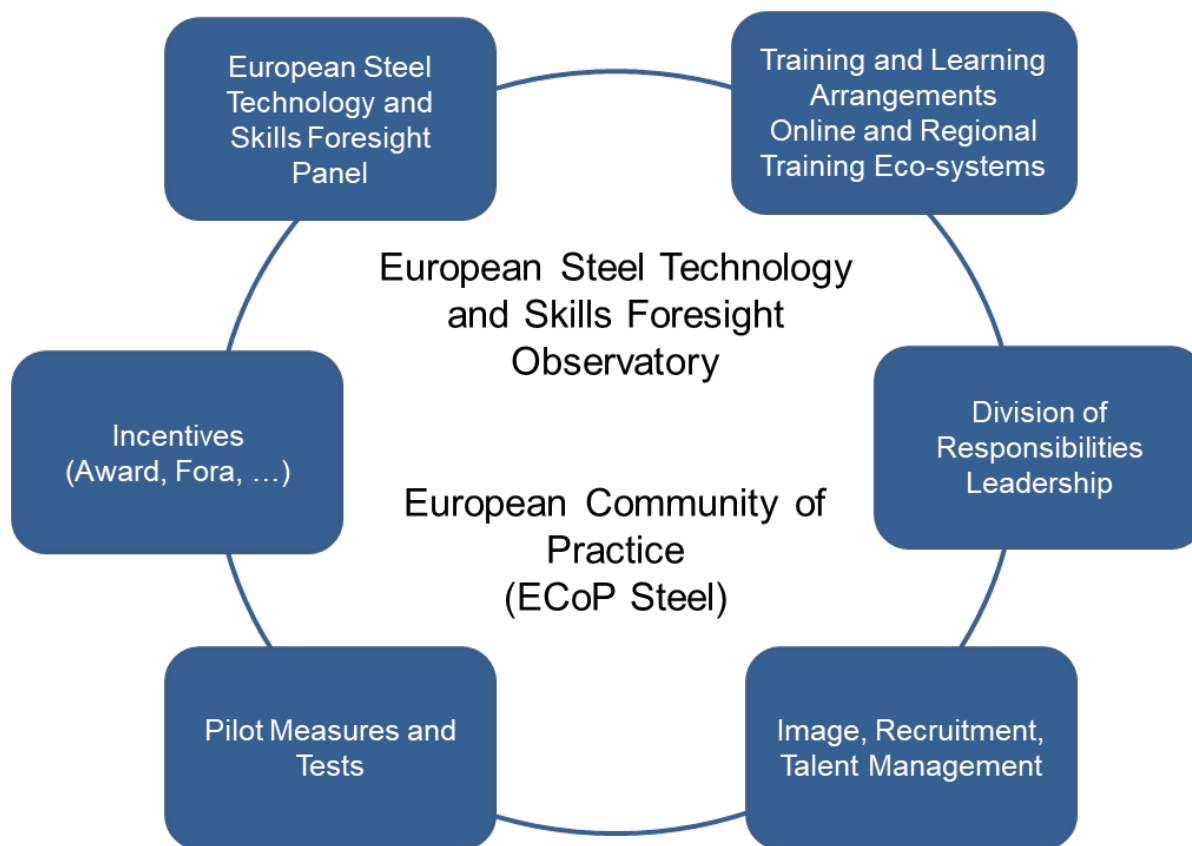 European Steel
Technology and
Skills Foresight
Panel
Training and Learning
Arrangements
Online and Regional
Training Eco-systems
European Steel Technology
and Skills Foresight
Observatory
Incentives
(Award, Fora, …)
Division of
Responsibilities
Leadership
European Community of
Practice
(ECoP Steel)
Pilot Measures and
Tests
Image, Recruitment,
Talent Management